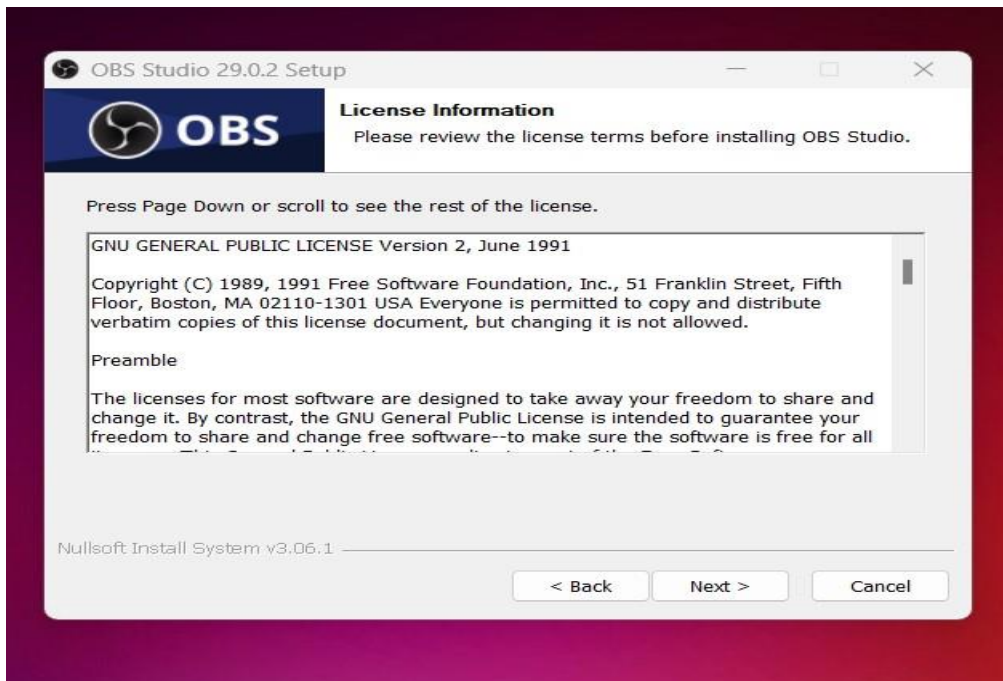 OBS Studio 29.0.2 Setup
OBS
License Information
Please review the license terms before installing OBS Studio.
Press Page Down or scroll to see the rest of the license.
GNU GENERAL PUBLIC LICENSE Version 2, June 1991
Copyright (C) 1989, 1991 Free Software Foundation, Inc., 51 Franklin Street, Fifth
Floor, Boston, MA 02110-1301 USA Everyone is permitted to copy and distribute
verbatim copies of this license document, but changing it is not allowed.
Preamble
The licenses for most software are designed to take away your freedom to share and
change it. By contrast, the GNU General Public License is intended to guarantee your
freedom to share and change free software--to make sure the software is free for all
Nullsoft Install System v3.06.1
< Back
Next >
Cancel